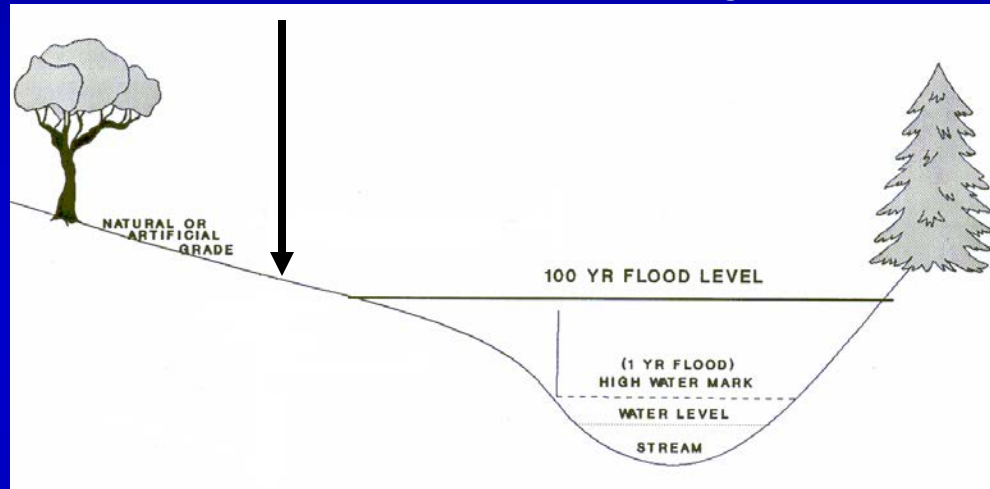 NATURAL OR
ARTIFICIAL
GRADE
100 YR FLOOD LEVEL
(1 YR FLOOD)
HIGH WATER MARK
WATER LEVEL
STREAM